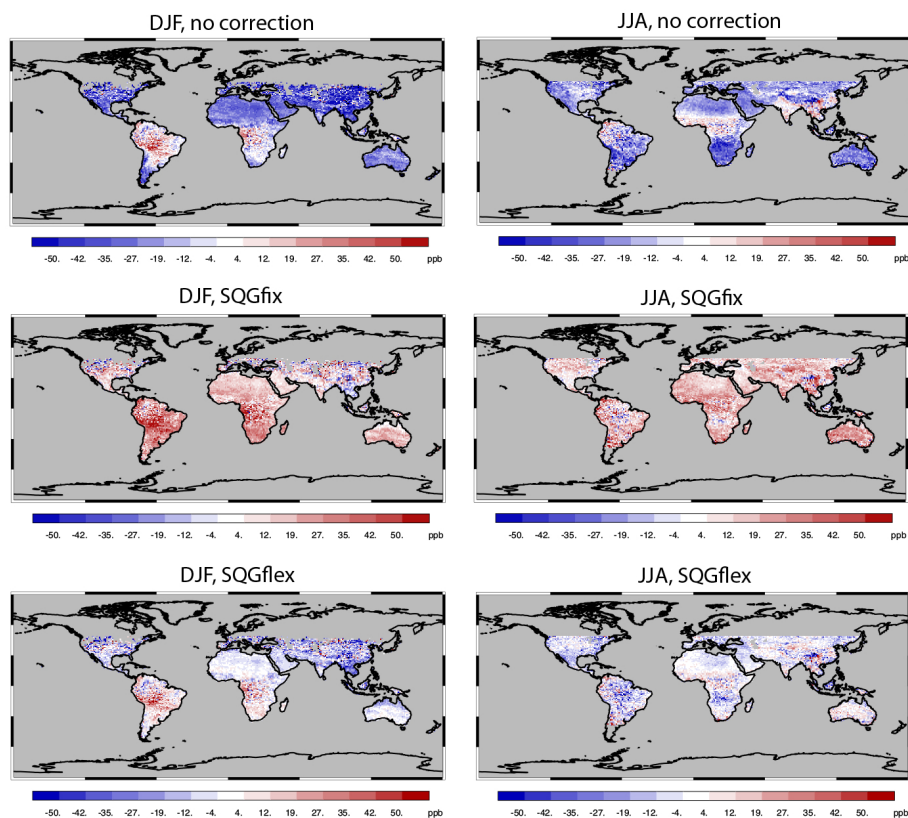 DJF, no correction
JJA, no correction
-50. -42. -35. -27. -19. -12. -4. 4. 12. 19. 27. 35. 42. 50. ppb
-50. -42. -35. -27. -19. -12. -4. 4. 12. 19. 27. 35. 42. 50. ppb
DJF, SQGfix
JJA, SQGfix
-50. -42. -35. -27. -19. -12. -4. 4. 12. 19. 27. 35. 42. 50. ppb
-50. -42. -35. -27. -19. -12. -4. 4. 12. 19. 27. 35. 42. 50. ppb
DJF, SQGflex
JJA, SQGflex
-50. -42. -35. -27. -19. -12. -4. 4. 12. 19. 27. 35. 42. 50. ppb
-50. -42. -35. -27. -19. -12. -4. 4. 12. 19. 27. 35. 42. 50. ppb